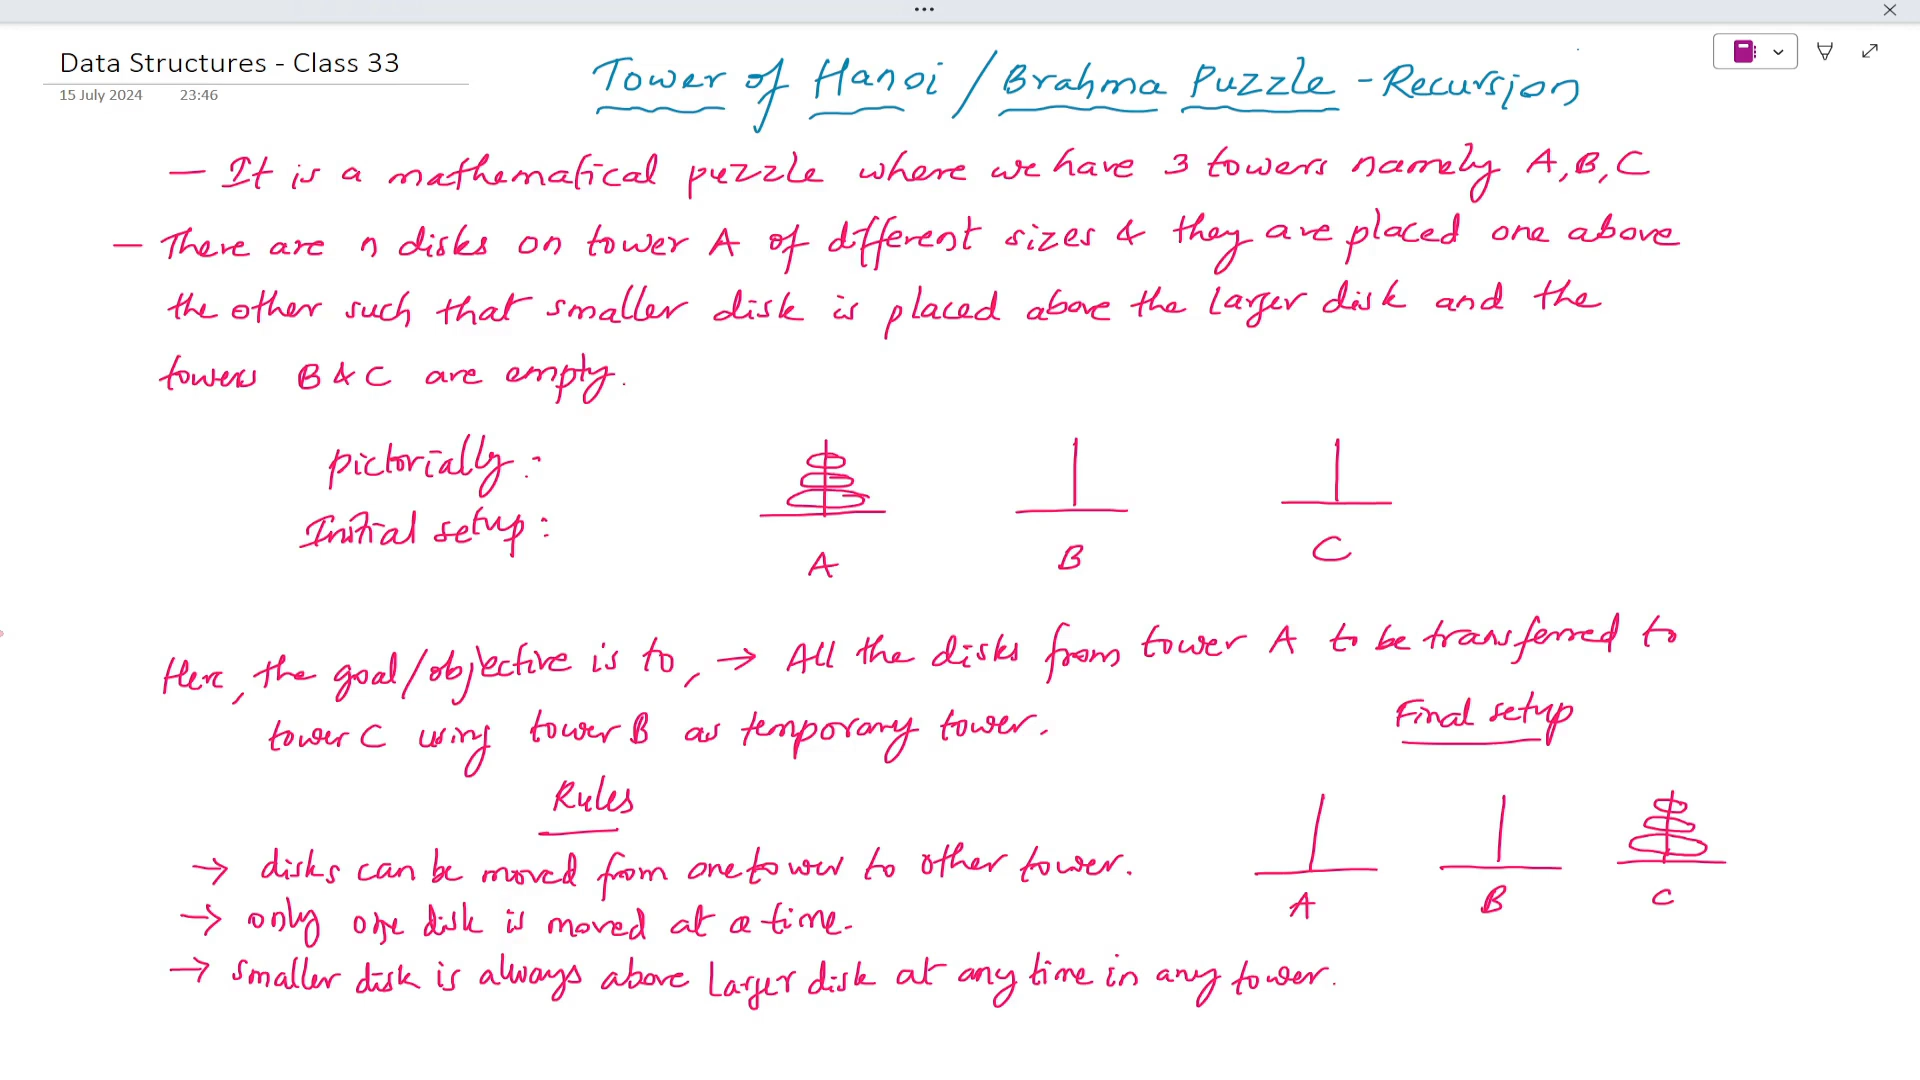 Data Structures - Class 33
15 July 2024 23:46
Tower of Hanoi / Brahma Puzzle - Recursion
- It is a mathematical puzzle where we have 3 towers namely A, B, C
- There are n disks on tower A of different sizes & they are placed one above
the other such that smaller disk is placed above the larger disk and the
towers B & C are empty.
pictorially:
Initial setup:
A B C
Here, the goal/objective is to, → All the disks from tower A to be transferred to
tower C using tower B as temporary tower.
Final setup
Rules
→ disks can be moved from one tower to other tower.
A B C
→ only one disk is moved at a time.
→ smaller disk is always above larger disk at any time in any tower.